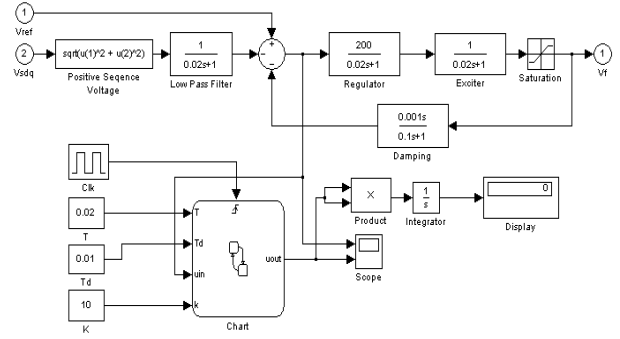 1
Vref
2
Vsdq
sqrt(u(1)^2 + u(2)^2)
Positive Seqence
Voltage
1
0.02s+1
Low Pass Filter
+
−
−
200
0.02s+1
Regulator
1
0.02s+1
Exciter
Saturation
1
Vf
0.001s
0.1s+1
Damping
Clk
0.02
T
0.01
Td
10
K
T
Td
uin
k
uout
Chart
×
Product
1
s
Integrator
0
Display
Scope